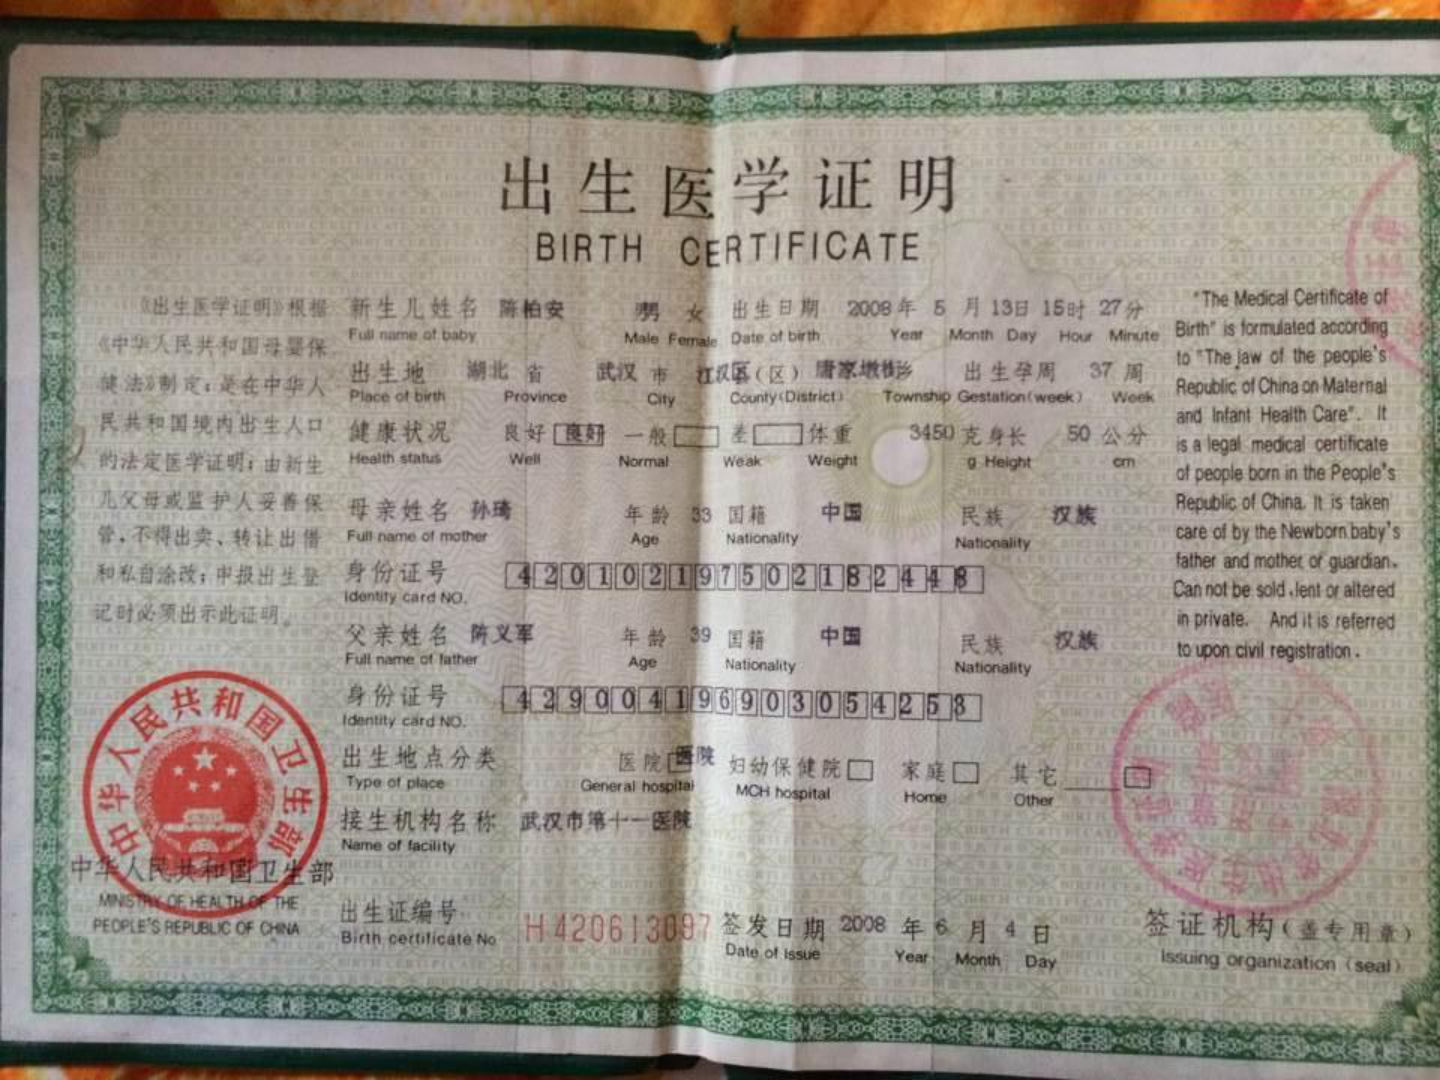 出生医学证明
BIRTH CERTIFICATE
《出生医学证明》根据
《中华人民共和国母婴保
健法》制定；是在中华人
民共和国境内出生人口
的法定医学证明；由新生
儿父母或监护人妥善保
管，不得出卖、转让出借
和私自涂改；申报出生登
记时必须出示此证明。
中华人民共和国卫生部
中华人民共和国卫生部
MINISTRY OF HEALTH OF THE
PEOPLE'S REPUBLIC OF CHINA
新生儿姓名 陈柏安 男 女 出生日期 2008年 5 月 13日 15时 27分
Full name of baby Male Female Date of birth Year Month Day Hour Minute
出生地 湖北 省 武汉 市 江汉区 (区) 唐家墩 乡 出生孕周 37 周
Place of birth Province City County(District) Township Gestation(week) Week
健康状况 良好 良好 一般 差 体重 3450 克 身长 50 公分
Health status Well Normal Weak Weight g Height cm
母亲姓名 孙琦 年龄 33 国籍 中国 民族 汉族
Full name of mother Age Nationality Nationality
身份证号 420102197502182448
Identity card NO.
父亲姓名 陈义军 年龄 39 国籍 中国 民族 汉族
Full name of father Age Nationality Nationality
身份证号 429004196903054253
Identity card NO.
出生地点分类 医院 医院 妇幼保健院 家庭 其它
Type of place General hospital MCH hospital Home Other
接生机构名称 武汉市第十一医院
Name of facility
出生证编号 H420613097 签发日期 2008 年 6 月 4 日
Birth certificate No Date of issue Year Month Day
"The Medical Certificate of
Birth" is formulated according
to "The jaw of the people's
Republic of China on Maternal
and Infant Health Care". It
is a legal medical certificate
of people born in the People's
Republic of China. It is taken
care of by the Newborn baby's
father and mother or guardian.
Can not be sold, lent or altered
in private. And it is referred
to upon civil registration.
签证机构(盖专用章)
Issuing organization (seal)